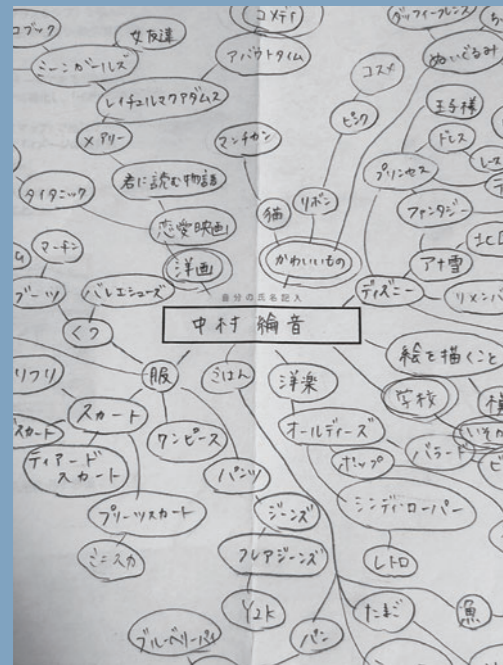 コメディ
女友達
アバウトタイム
ミーンガールズ
レイチェルマクアダムス
メアリー
君に読む物語
タイタニック
恋愛映画
洋画
マンチカン
猫
リボン
ピンク
コスメ
かわいいもの
ダッフィーフレンズ
ぬいぐるみ
王子様
ドレス
レース
プリンセス
ファンタジー
アナ雪
ディズニー
自分の氏名記入
中村綸音
マーチン
ブーツ
バレエシューズ
くつ
服
スカート
ティアード
スカート
ワンピース
パンツ
プリーツスカート
ミニスカ
ジーンズ
フレアジーンズ
Y2K
ごはん
パン
たまご
魚
ブルーベリーパイ
洋楽
オールディーズ
ポップ
バラード
シンディ・ローパー
レトロ
絵を描くこと
学校